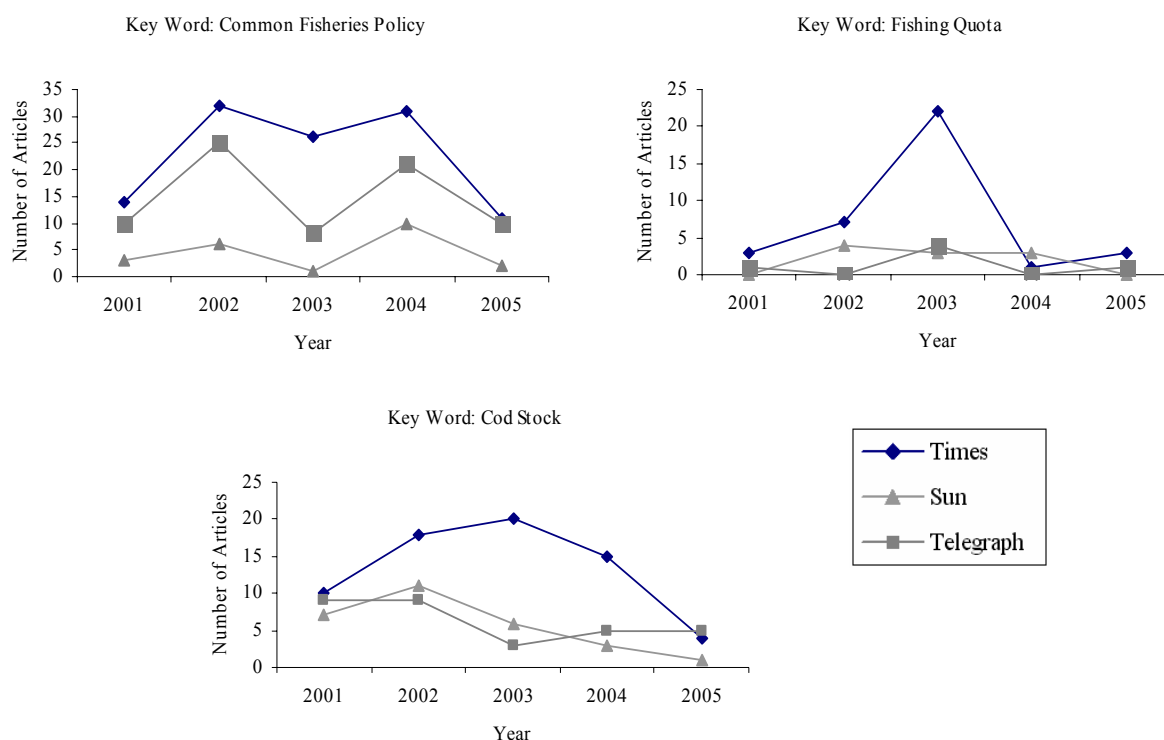 Key Word: Common Fisheries Policy
Number of Articles
35
30
25
20
15
10
5
0
2001 2002 2003 2004 2005
Year
Key Word: Fishing Quota
Number of Articles
25
20
15
10
5
0
2001 2002 2003 2004 2005
Year
Key Word: Cod Stock
Number of Articles
25
20
15
10
5
0
2001 2002 2003 2004 2005
Year
Times
Sun
Telegraph